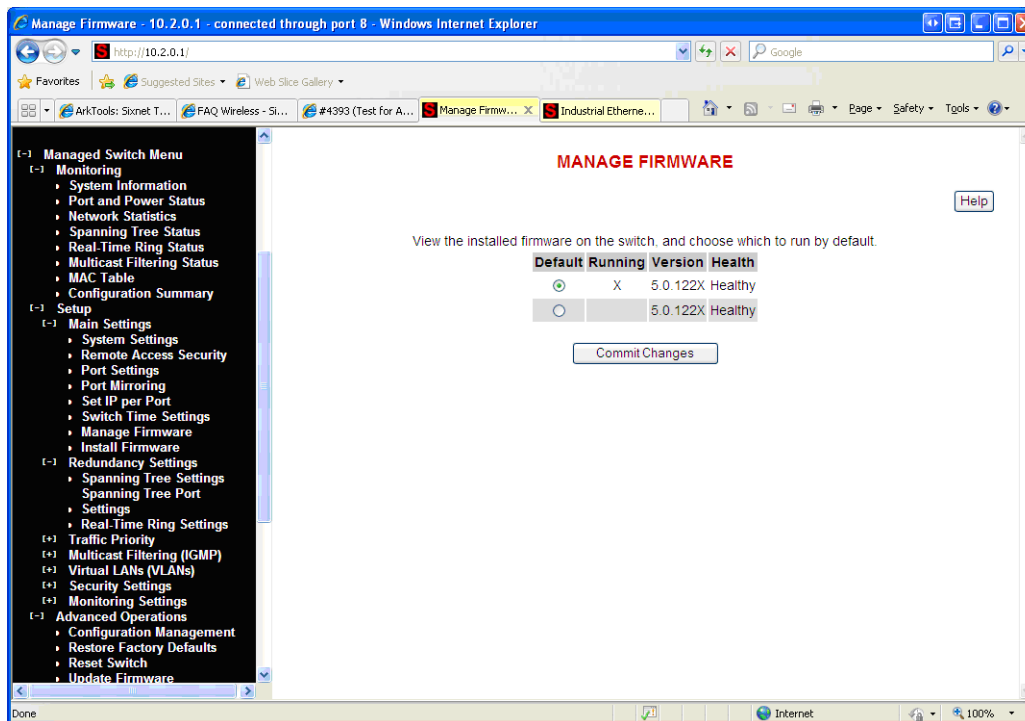 Manage Firmware - 10.2.0.1 - connected through port 8 - Windows Internet Explorer
http://10.2.0.1/
Google
Favorites
Suggested Sites
Web Slice Gallery
ArkTools: Sixnet T...
FAQ Wireless - Si...
#4393 (Test for A...
Manage Firmw...
Industrial Etherne...
Page
Safety
Tools
[-] Managed Switch Menu
[-] Monitoring
System Information
Port and Power Status
Network Statistics
Spanning Tree Status
Real-Time Ring Status
Multicast Filtering Status
MAC Table
Configuration Summary
[-] Setup
[-] Main Settings
System Settings
Remote Access Security
Port Settings
Port Mirroring
Set IP per Port
Switch Time Settings
Manage Firmware
Install Firmware
[-] Redundancy Settings
Spanning Tree Settings
Spanning Tree Port
Settings
Real-Time Ring Settings
[+] Traffic Priority
[+] Multicast Filtering (IGMP)
[+] Virtual LANs (VLANs)
[+] Security Settings
[+] Monitoring Settings
[-] Advanced Operations
Configuration Management
Restore Factory Defaults
Reset Switch
Update Firmware
MANAGE FIRMWARE
Help
View the installed firmware on the switch, and choose which to run by default.
Default Running Version Health
X 5.0.122X Healthy
5.0.122X Healthy
Commit Changes
Done
Internet
100%